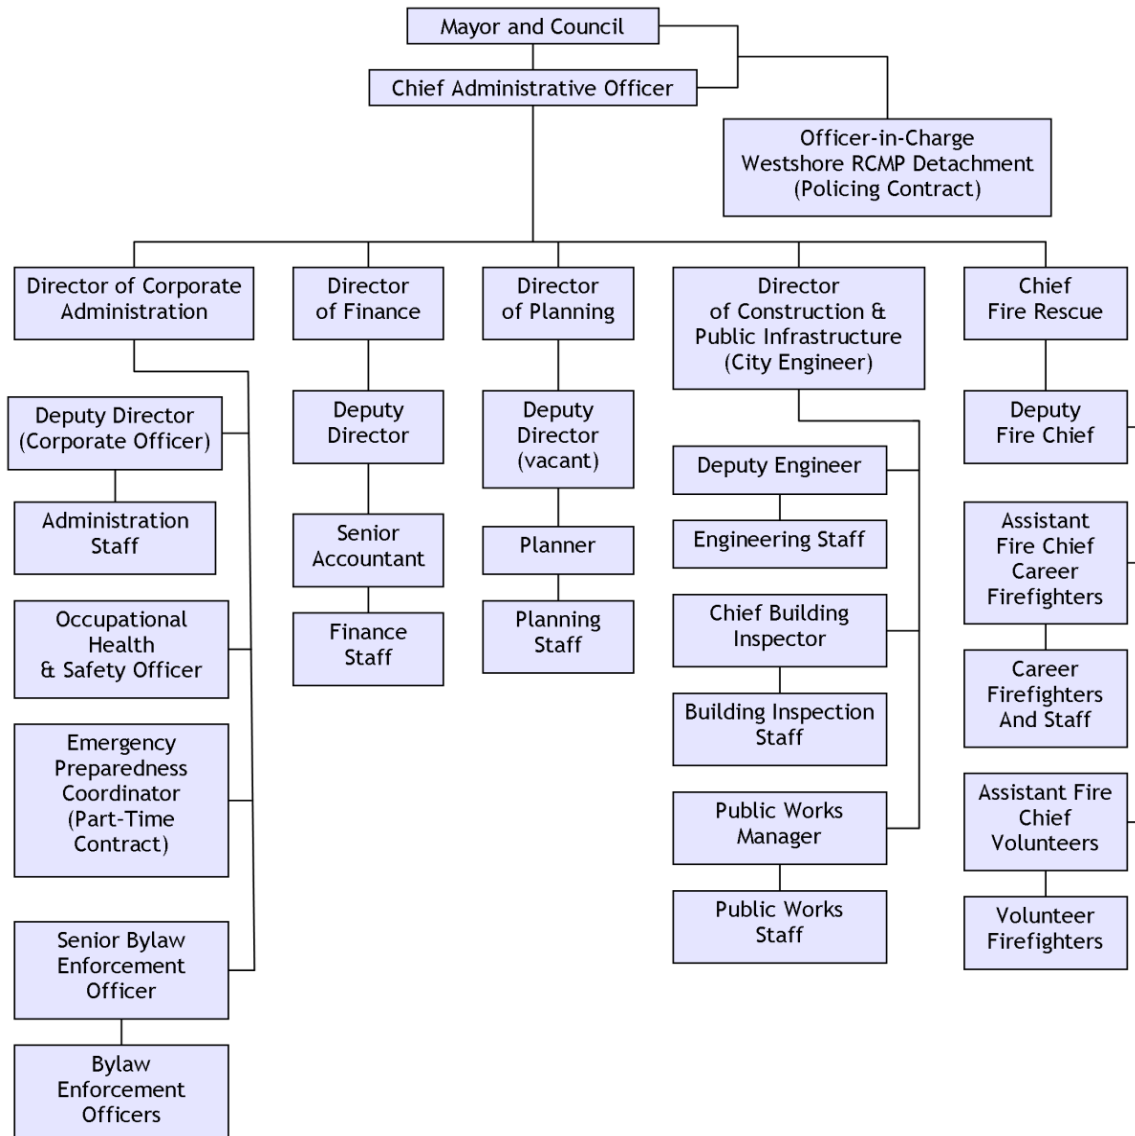 Mayor and Council
Chief Administrative Officer
Officer-in-Charge
Westshore RCMP Detachment
(Policing Contract)
Director of Corporate
Administration
Deputy Director
(Corporate Officer)
Administration
Staff
Occupational
Health
& Safety Officer
Emergency
Preparedness
Coordinator
(Part-Time
Contract)
Senior Bylaw
Enforcement
Officer
Bylaw
Enforcement
Officers
Director
of Finance
Deputy
Director
Senior
Accountant
Finance
Staff
Director
of Planning
Deputy
Director
(vacant)
Planner
Planning
Staff
Director
of Construction &
Public Infrastructure
(City Engineer)
Deputy Engineer
Engineering Staff
Chief Building
Inspector
Building Inspection
Staff
Public Works
Manager
Public Works
Staff
Chief
Fire Rescue
Deputy
Fire Chief
Assistant
Fire Chief
Career
Firefighters
Career
Firefighters
And Staff
Assistant Fire
Chief
Volunteers
Volunteer
Firefighters